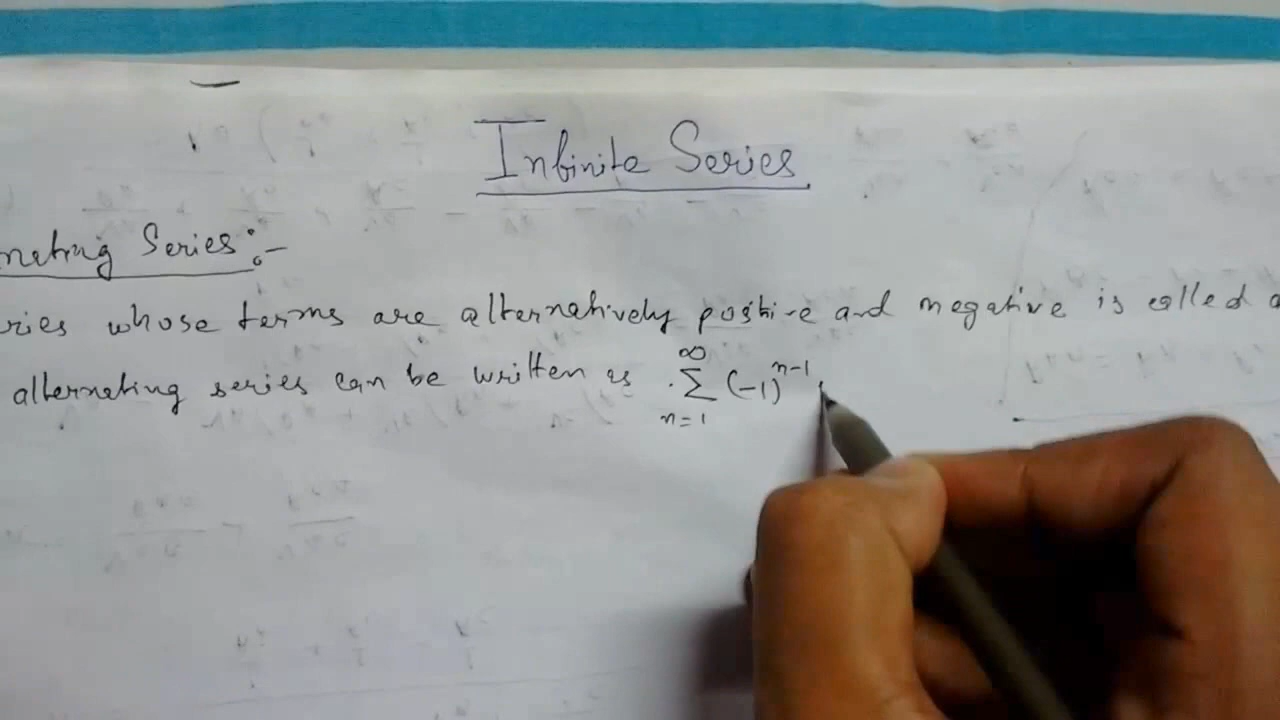 Infinite Series
nating Series:-
ries whose terms are alternatively positive and negative is called a
alternating series can be written as ∑_{n=1}^{∞} (-1)^{n-1}